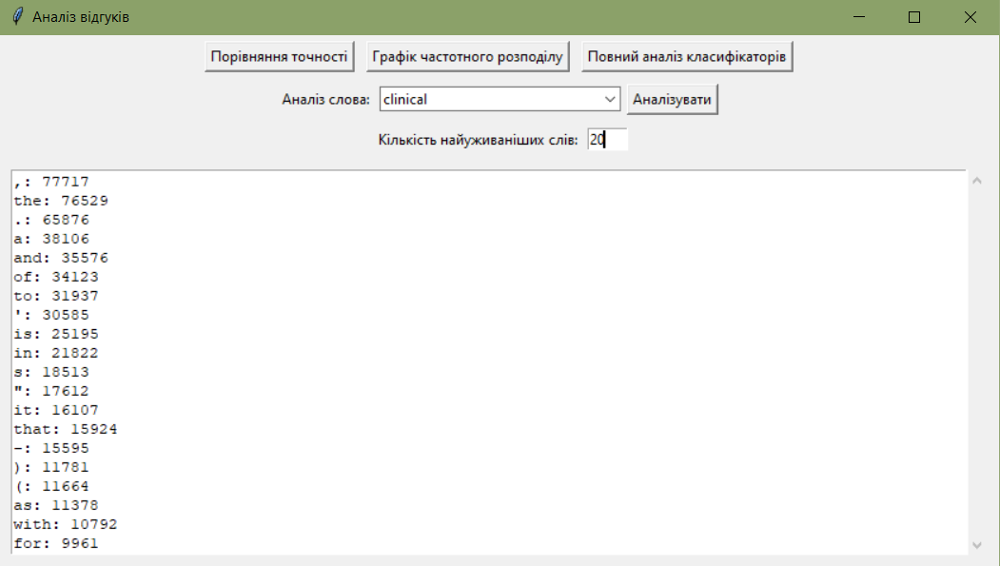 Аналіз відгуків
Порівняння точності Графік частотного розподілу Повний аналіз класифікаторів
Аналіз слова: clinical Аналізувати
Кількість найуживаніших слів: 20
,: 77717
the: 76529
.: 65876
a: 38106
and: 35576
of: 34123
to: 31937
': 30585
is: 25195
in: 21822
s: 18513
": 17612
it: 16107
that: 15924
-: 15595
): 11781
(: 11664
as: 11378
with: 10792
for: 9961